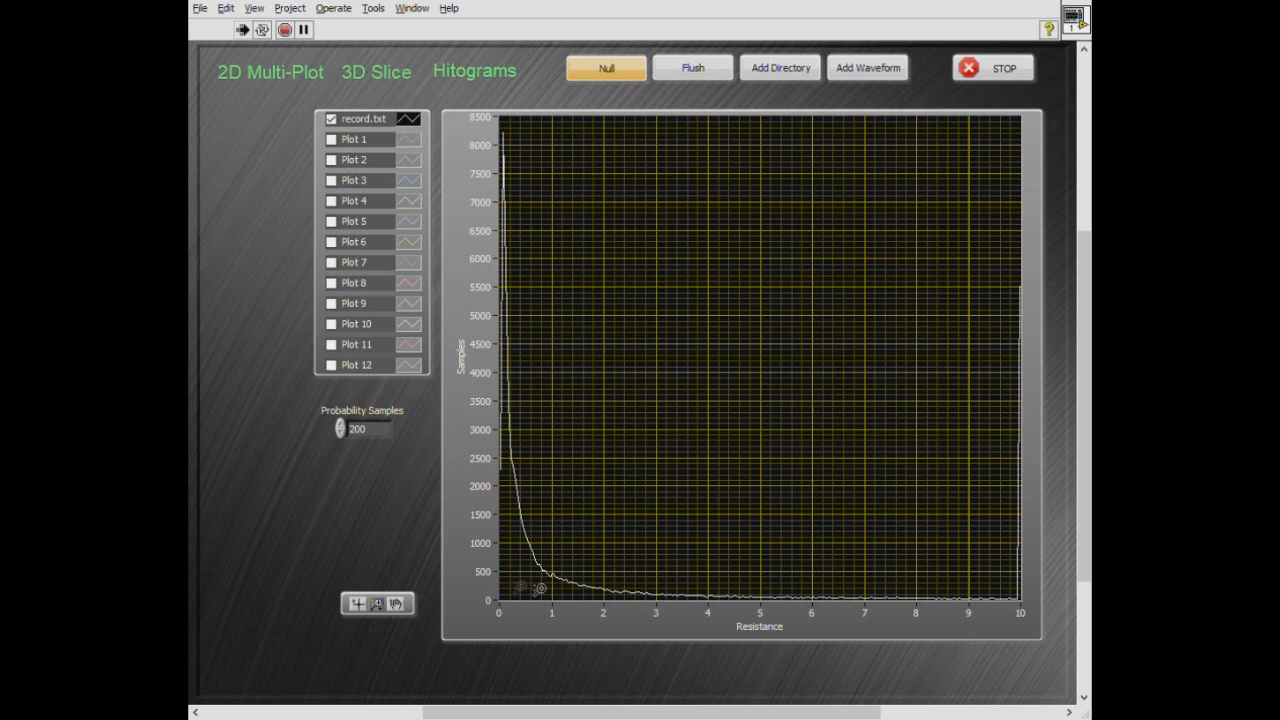 File Edit View Project Operate Tools Window Help
?
1
2D Multi-Plot 3D Slice Hitograms Null Flush Add Directory Add Waveform STOP
record.txt
Plot 1
Plot 2
Plot 3
Plot 4
Plot 5
Plot 6
Plot 7
Plot 8
Plot 9
Plot 10
Plot 11
Plot 12
Probability Samples
200
8500
8000
7500
7000
6500
6000
5500
5000
4500
4000
3500
3000
2500
2000
1500
1000
500
0
Samples
0 1 2 3 4 5 6 7 8 9 10
Resistance